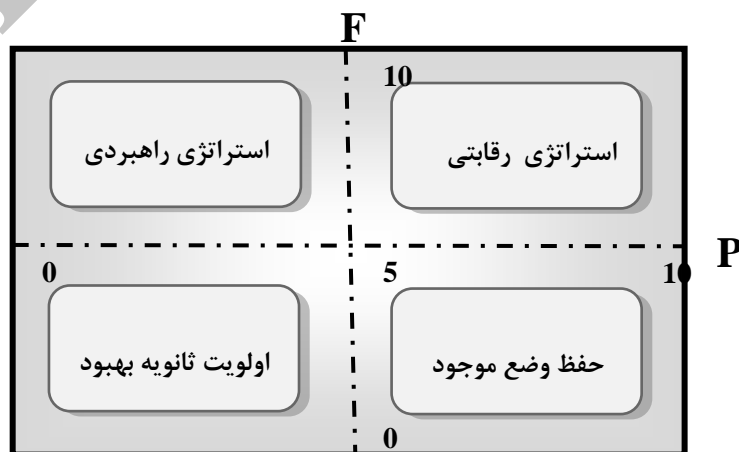 F
10
استراتژی رقابتی
استراتژی راهبردی
P
0
5
10
حفظ وضع موجود
اولویت ثانویه بهبود
0